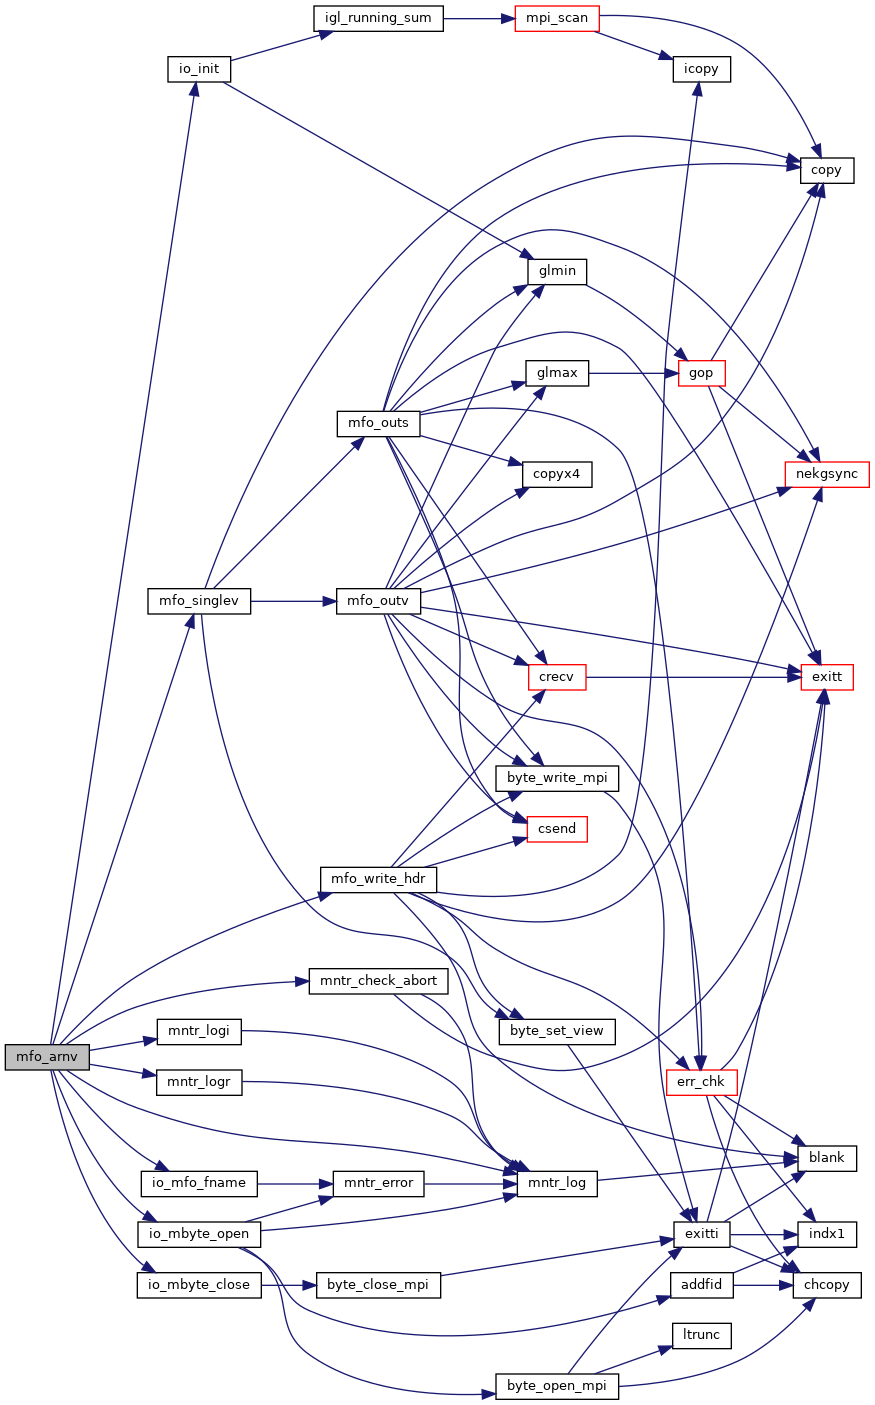 igl_running_sum
mpi_scan
io_init
icopy
copy
glmin
glmax
gop
mfo_outs
copyx4
nekgsync
mfo_singlev
mfo_outv
crecv
exitt
byte_write_mpi
csend
mfo_write_hdr
mntr_check_abort
mntr_logi
byte_set_view
mfo_arnv
mntr_logr
err_chk
blank
io_mfo_fname
mntr_error
mntr_log
io_mbyte_open
exitti
indx1
io_mbyte_close
byte_close_mpi
addfid
chcopy
ltrunc
byte_open_mpi